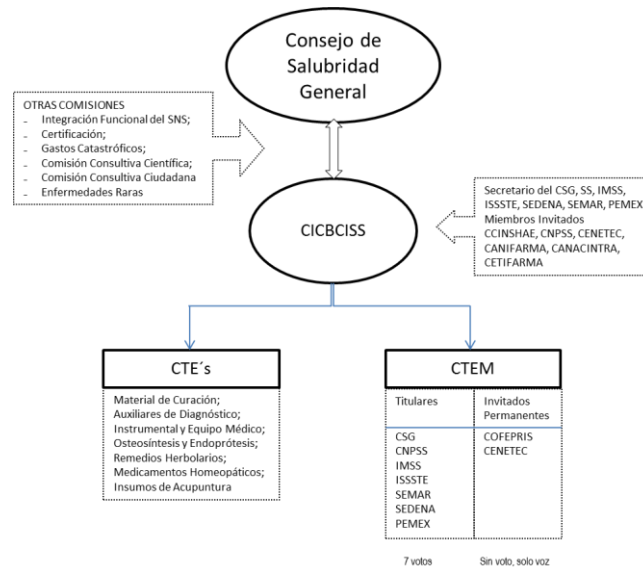 Consejo de
Salubridad
General
OTRAS COMISIONES
- Integración Funcional del SNS;
- Certificación;
- Gastos Catastróficos;
- Comisión Consultiva Científica;
- Comisión Consultiva Ciudadana
- Enfermedades Raras
CICBCISS
Secretario del CSG, SS, IMSS,
ISSSTE, SEDENA, SEMAR, PEMEX
Miembros Invitados
CCINSHAE, CNPSS, CENETEC,
CANIFARMA, CANACINTRA,
CETIFARMA
CTE´s
Material de Curación;
Auxiliares de Diagnóstico;
Instrumental y Equipo Médico;
Osteosíntesis y Endoprótesis;
Remedios Herbolarios;
Medicamentos Homeopáticos;
Insumos de Acupuntura
CTEM
Titulares
Invitados
Permanentes
CSG
CNPSS
IMSS
ISSSTE
SEMAR
SEDENA
PEMEX
COFEPRIS
CENETEC
7 votos
Sin voto, solo voz